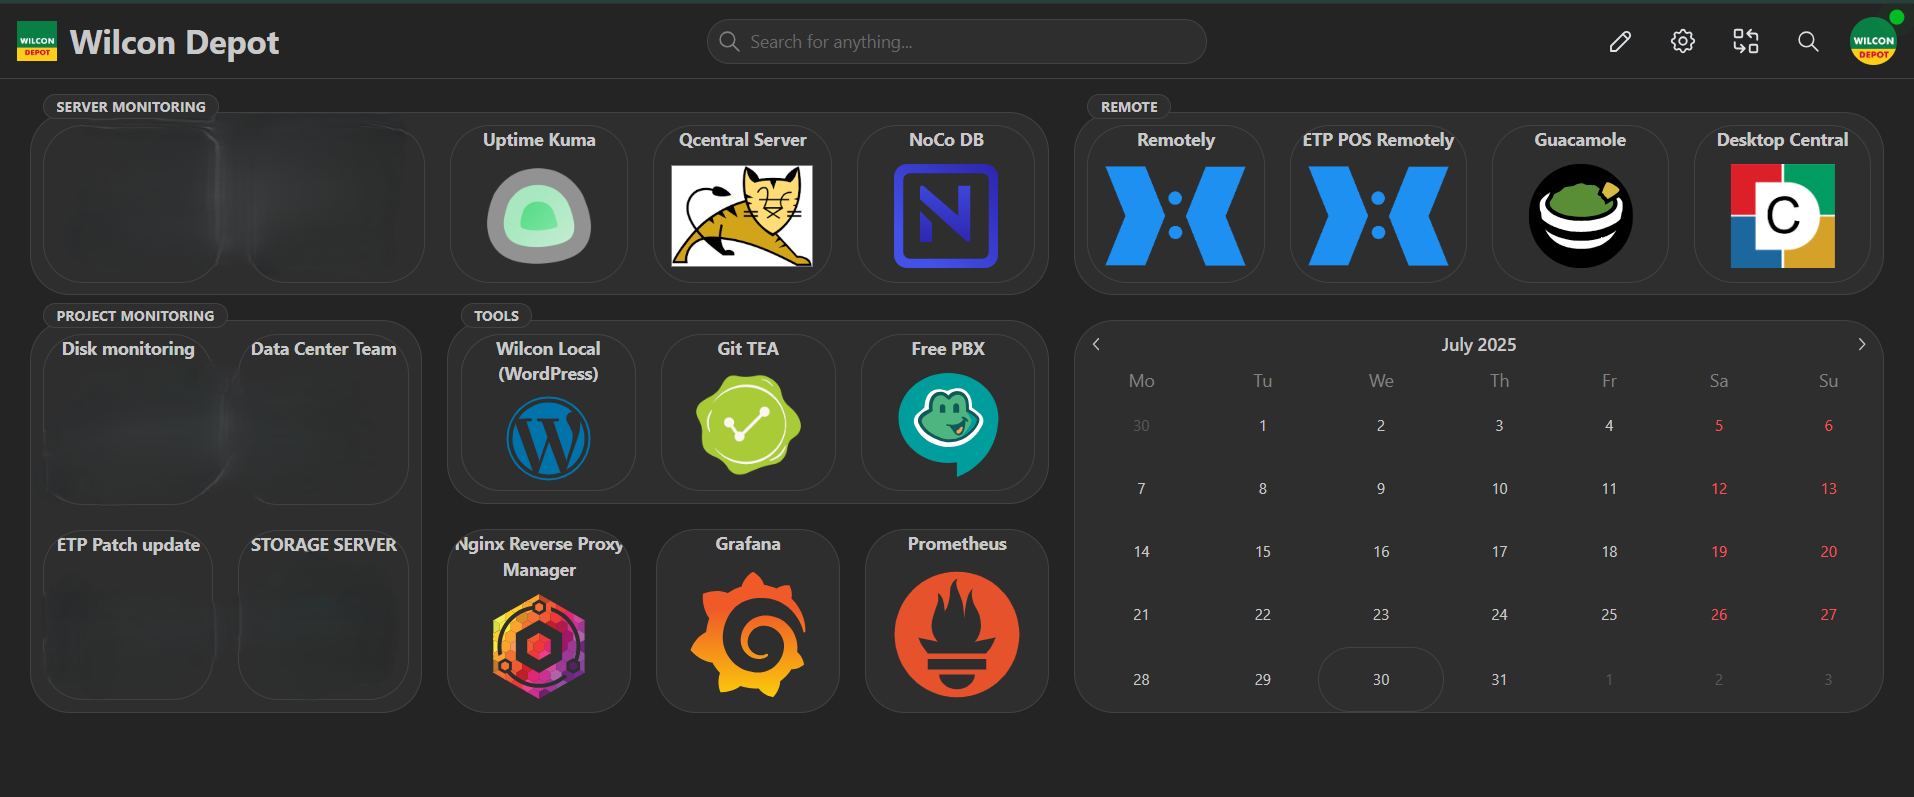 WILCON
DEPOT
Wilcon Depot
Search for anything...
WILCON
DEPOT
SERVER MONITORING
Uptime Kuma
Qcentral Server
NoCo DB
N
REMOTE
Remotely
ETP POS Remotely
Guacamole
Desktop Central
C
PROJECT MONITORING
Disk monitoring
Data Center Team
ETP Patch update
STORAGE SERVER
TOOLS
Wilcon Local
(WordPress)
W
Git TEA
Free PBX
Nginx Reverse Proxy
Manager
Grafana
Prometheus
July 2025
Mo Tu We Th Fr Sa Su
30 1 2 3 4 5 6
7 8 9 10 11 12 13
14 15 16 17 18 19 20
21 22 23 24 25 26 27
28 29 30 31 1 2 3